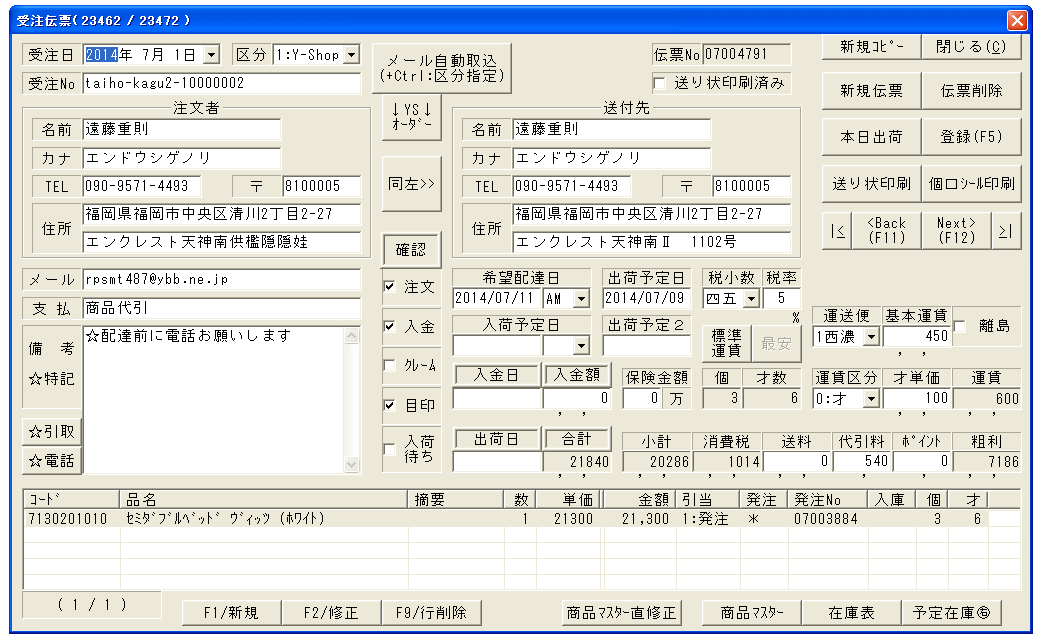 受注伝票( 23462 / 23472 )
受注日 2014年 7月 1日 区分 1:Y-Shop メール自動取込 (+Ctrl:区分指定) 伝票No 07004791 新規ｺﾋﾟｰ 閉じる(C)
受注No taiho-kagu2-10000002 送り状印刷済み 新規伝票 伝票削除
注文者 ↓YS↓ ｵｰﾀﾞｰ 送付先
名前 遠藤重則 名前 遠藤重則 本日出荷 登録(F5)
カナ エンドウシゲノリ カナ エンドウシゲノリ
TEL 090-9571-4493 〒 8100005 同左>> TEL 090-9571-4493 〒 8100005 送り状印刷 個口ｼｰﾙ印刷
住所 福岡県福岡市中央区清川2丁目2-27 住所 福岡県福岡市中央区清川2丁目2-27 |< <Back (F11) Next> (F12) >|
エンクレスト天神南供檻隠隠娃 確認 エンクレスト天神南Ⅱ 1102号
メール rpsmt487@ybb.ne.jp 注文 希望配達日 出荷予定日 税小数 税率
支 払 商品代引 2014/07/11 AM 2014/07/09 四五 5 %
備 考 ☆配達前に電話お願いします 入金 入荷予定日 出荷予定２ 標準運賃 最安 運送便 基本運賃 離島
1西濃 450
☆特記 ｸﾚｰﾑ 入金日 入金額 保険金額 個 才数 運賃区分 才単価 運賃
目印 0 0 万 3 6 0:才 100 600
☆引取 入荷待ち 出荷日 合計 小計 消費税 送料 代引料 ﾎﾟｲﾝﾄ 粗利
☆電話 21840 20286 1014 0 540 0 7186
ｺｰﾄﾞ 品名 摘要 数 単価 金額 引当 発注 発注No 入庫 個 才
7130201010 ｾﾐﾀﾞﾌﾞﾙﾍﾞｯﾄﾞ ヴｨｯﾂ (ﾎﾜｲﾄ) 1 21300 21,300 1:発注 ＊ 07003884 3 6
( 1 / 1 )
F1/新規 F2/修正 F9/行削除 商品ﾏｽﾀｰ直修正 商品ﾏｽﾀｰ 在庫表 予定在庫